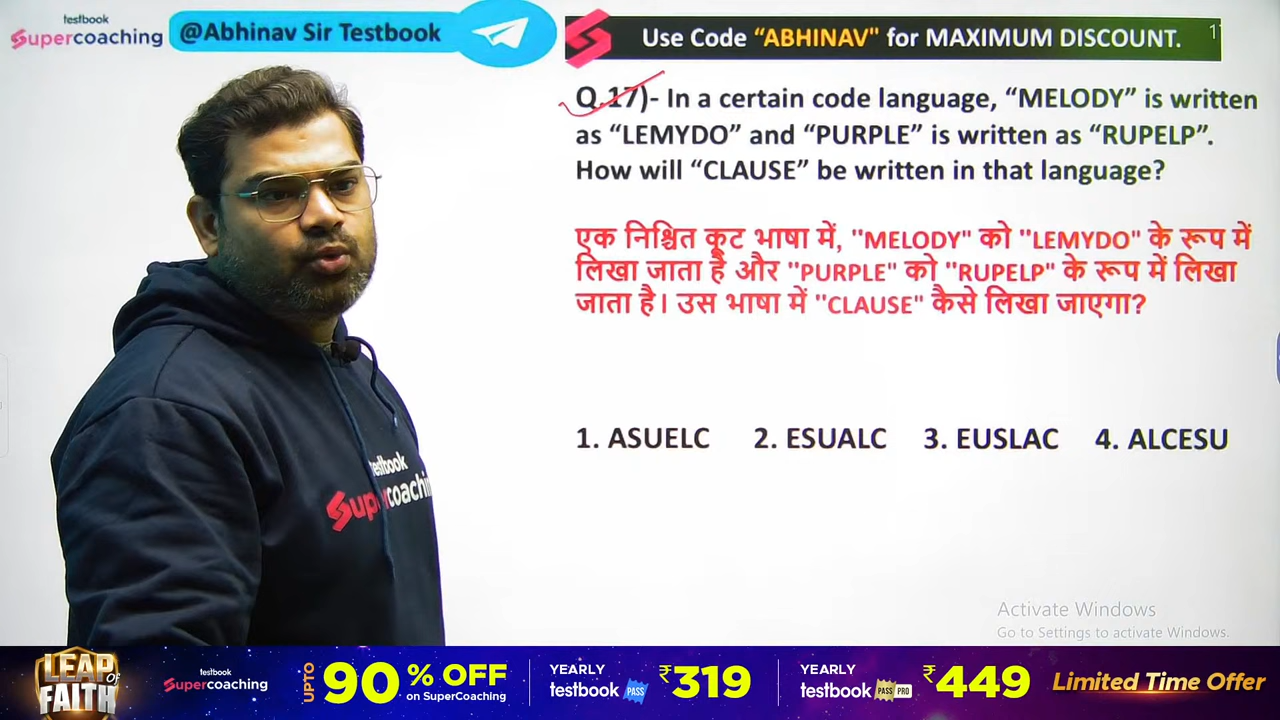 testbook
Supercoaching
@Abhinav Sir Testbook
Use Code “ABHINAV" for MAXIMUM DISCOUNT.
Q.17)- In a certain code language, “MELODY” is written
as “LEMYDO” and “PURPLE” is written as “RUPELP”.
How will “CLAUSE” be written in that language?
एक निश्चित कूट भाषा में, "MELODY" को "LEMYDO" के रूप में
लिखा जाता है और "PURPLE" को "RUPELP" के रूप में लिखा
जाता है। उस भाषा में "CLAUSE" कैसे लिखा जाएगा?
1. ASUELC 2. ESUALC 3. EUSLAC 4. ALCESU
testbook
Supercoachin
Activate Windows
Go to Settings to activate Windows.
LEAP OF FAITH
testbook
Supercoaching
UPTO 90% OFF
on SuperCoaching
YEARLY
testbook PASS
₹319
YEARLY
testbook PASS PRO
₹449
Limited Time Offer